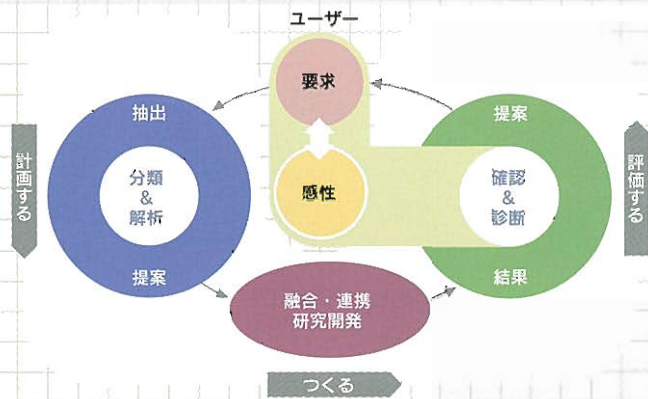 ユーザー
要求
感性
抽出
分類
&
解析
提案
計画する
提案
確認
&
診断
結果
評価する
融合・連携
研究開発
つくる